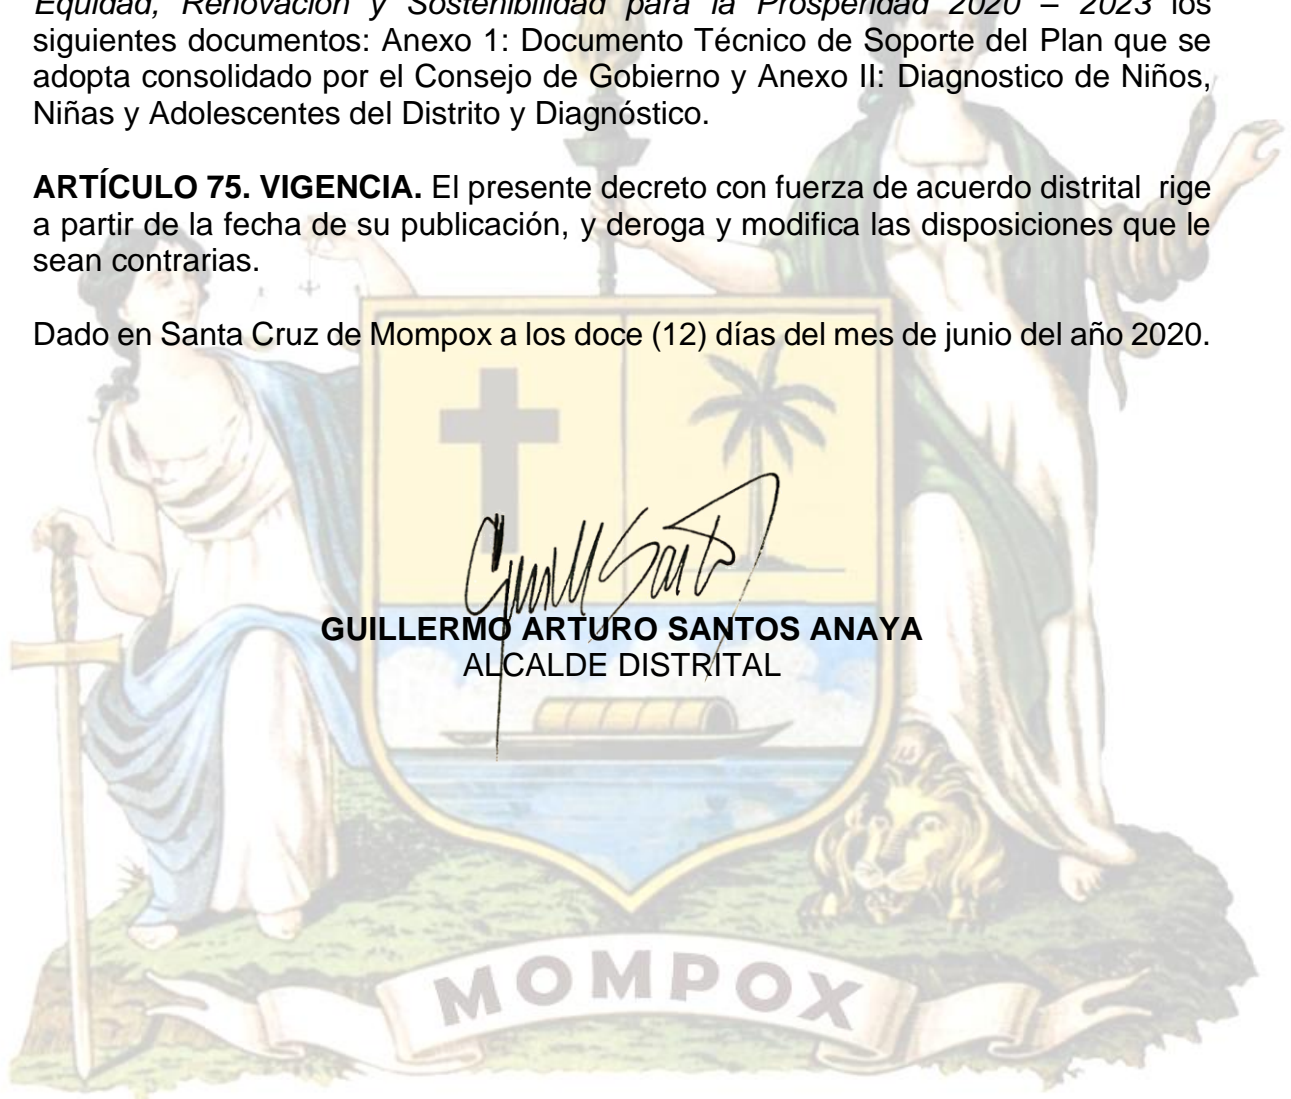 Equidad, Renovación y Sostenibilidad para la Prosperidad 2020 – 2023 los
siguientes documentos: Anexo 1: Documento Técnico de Soporte del Plan que se
adopta consolidado por el Consejo de Gobierno y Anexo II: Diagnostico de Niños,
Niñas y Adolescentes del Distrito y Diagnóstico.
ARTÍCULO 75. VIGENCIA. El presente decreto con fuerza de acuerdo distrital rige
a partir de la fecha de su publicación, y deroga y modifica las disposiciones que le
sean contrarias.
Dado en Santa Cruz de Mompox a los doce (12) días del mes de junio del año 2020.
GUILLERMO ARTURO SANTOS ANAYA
ALCALDE DISTRITAL
MOMPOX